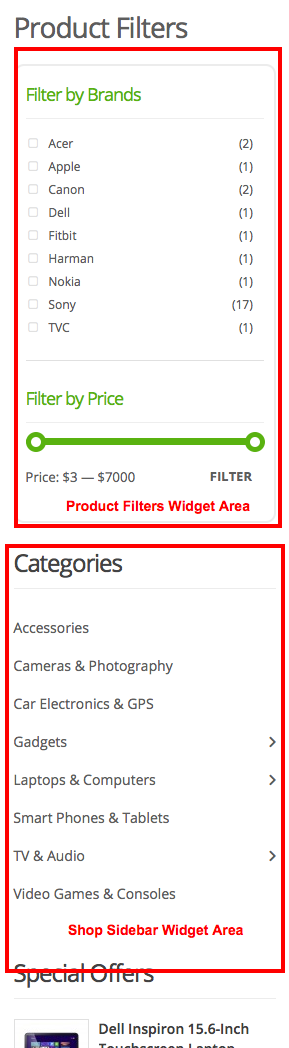 Product Filters
Filter by Brands
Acer (2)
Apple (1)
Canon (2)
Dell (1)
Fitbit (1)
Harman (1)
Nokia (1)
Sony (17)
TVC (1)
Filter by Price
Price: $3 — $7000 FILTER
Product Filters Widget Area
Categories
Accessories
Cameras & Photography
Car Electronics & GPS
Gadgets
Laptops & Computers
Smart Phones & Tablets
TV & Audio
Video Games & Consoles
Shop Sidebar Widget Area
Special Offers
Dell Inspiron 15.6-Inch
Touchscreen Laptop